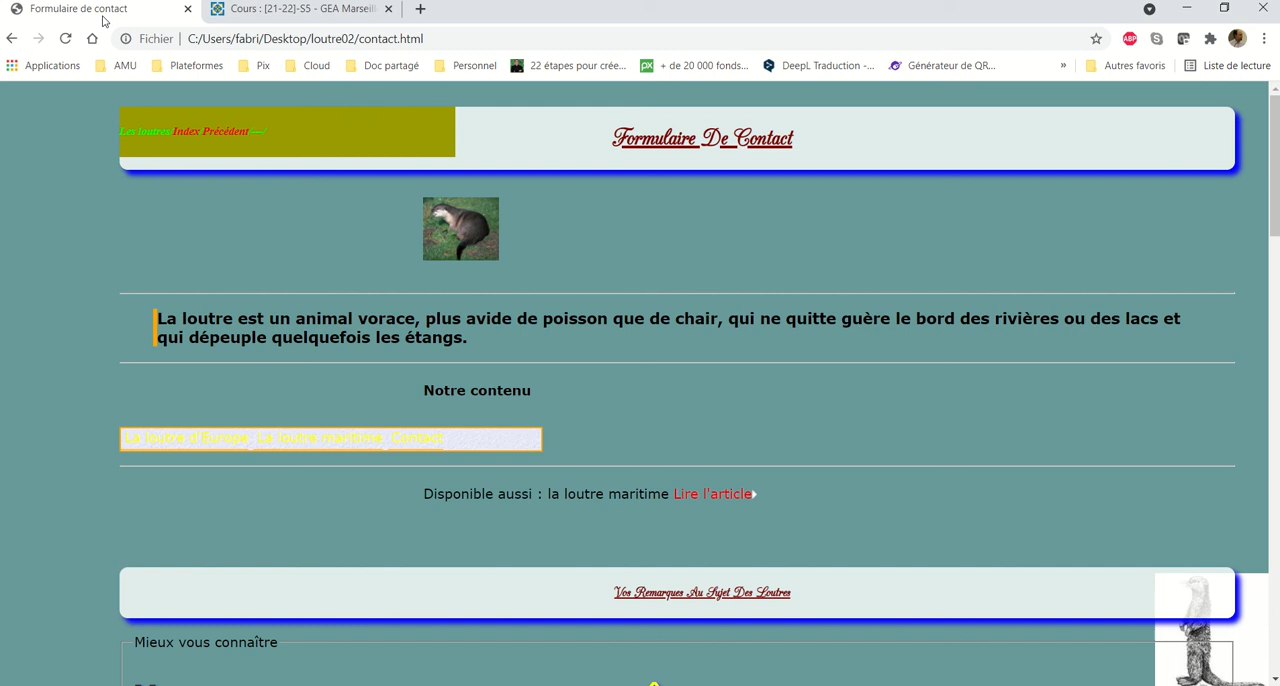 Formulaire de contact
Cours : [21-22]-S5 - GEA Marseill
Fichier
C:/Users/fabri/Desktop/loutre02/contact.html
Applications AMU Plateformes Pix Cloud Doc partagé Personnel 22 étapes pour crée... + de 20 000 fonds... DeepL Traduction -... Générateur de QR... » Autres favoris Liste de lecture
ABP
px
Les loutres Index Précédent ~~/
Formulaire De Contact
La loutre est un animal vorace, plus avide de poisson que de chair, qui ne quitte guère le bord des rivières ou des lacs et
qui dépeuple quelquefois les étangs.
Notre contenu
La loutre d'Europe La loutre maritime Contact
Disponible aussi : la loutre maritime Lire l'article
Vos Remarques Au Sujet Des Loutres
Mieux vous connaître